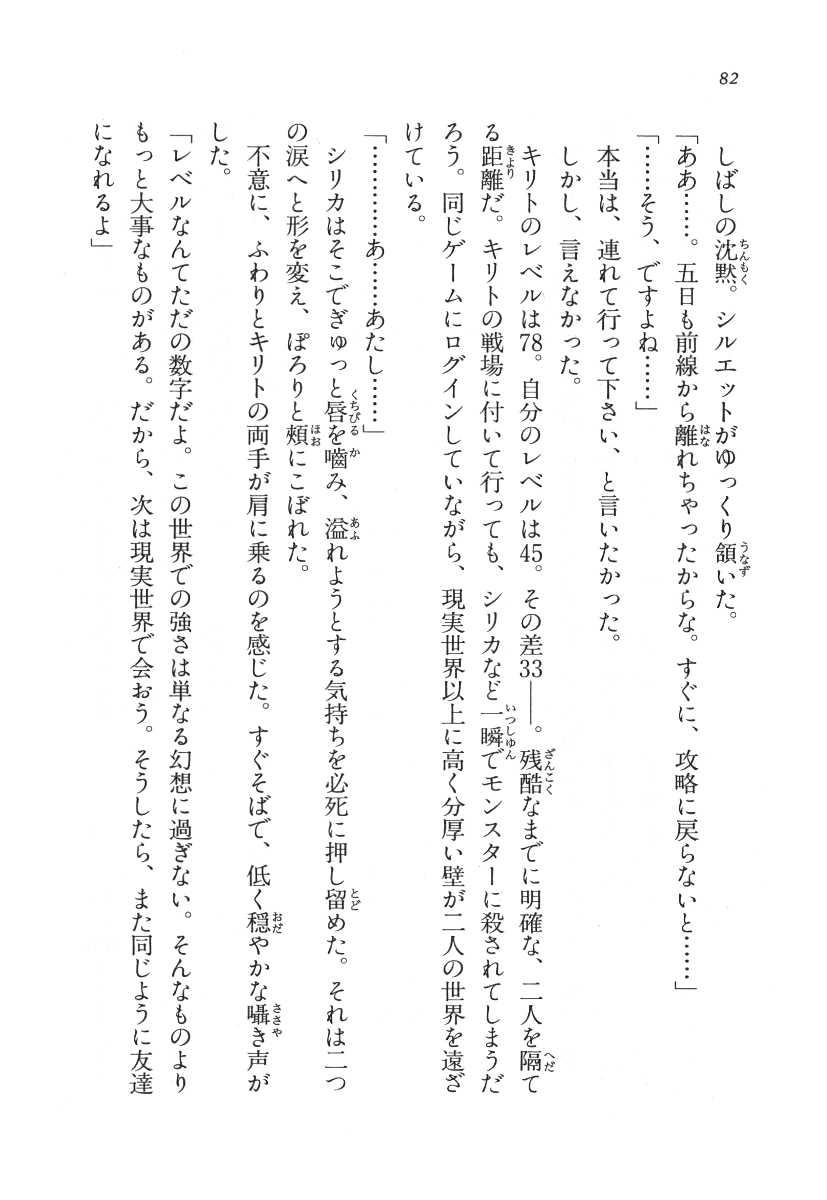 82
しばしの沈黙。シルエットがゆっくり頷いた。
「ああ……。五日も前線から離れちゃったからな。すぐに、攻略に戻らないと……」
「……そう、ですよね……」
本当は、連れて行って下さい、と言いたかった。
しかし、言えなかった。
キリトのレベルは78。自分のレベルは45。その差33――。残酷なまでに明確な、二人を隔て
る距離だ。キリトの戦場に付いて行っても、シリカなど一瞬でモンスターに殺されてしまうだ
ろう。同じゲームにログインしていながら、現実世界以上に高く分厚い壁が二人の世界を遠ざ
けている。
「…………あ……あたし……」
シリカはそこでぎゅっと唇を嚙み、溢れようとする気持ちを必死に押し留めた。それは二つ
の涙へと形を変え、ぽろりと頰にこぼれた。
不意に、ふわりとキリトの両手が肩に乗るのを感じた。すぐそばで、低く穏やかな囁き声が
した。
「レベルなんてただの数字だよ。この世界での強さは単なる幻想に過ぎない。そんなものより
もっと大事なものがある。だから、次は現実世界で会おう。そうしたら、また同じように友達
になれるよ」